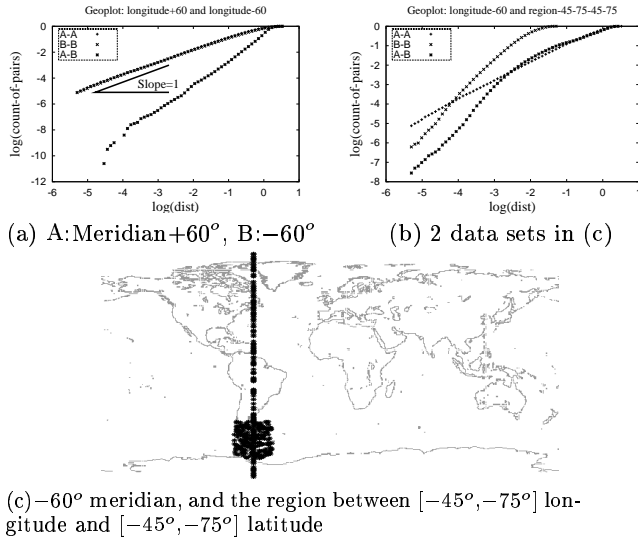 Geoplot: longitude+60 and longitude-60
A-A
B-B
A-B
Slope=1
0
-2
-4
-6
-8
-10
-12
-6 -5 -4 -3 -2 -1 0 1
log(count-of-pairs)
log(dist)
Geoplot: longitude-60 and region-45-75-45-75
A-A
B-B
A-B
0
-1
-2
-3
-4
-5
-6
-7
-8
-6 -5 -4 -3 -2 -1 0 1
log(count-of-pairs)
log(dist)
(a) A:Meridian+60°, B:−60°
(b) 2 data sets in (c)
(c)−60° meridian, and the region between [−45°,−75°] lon-
gitude and [−45°,−75°] latitude